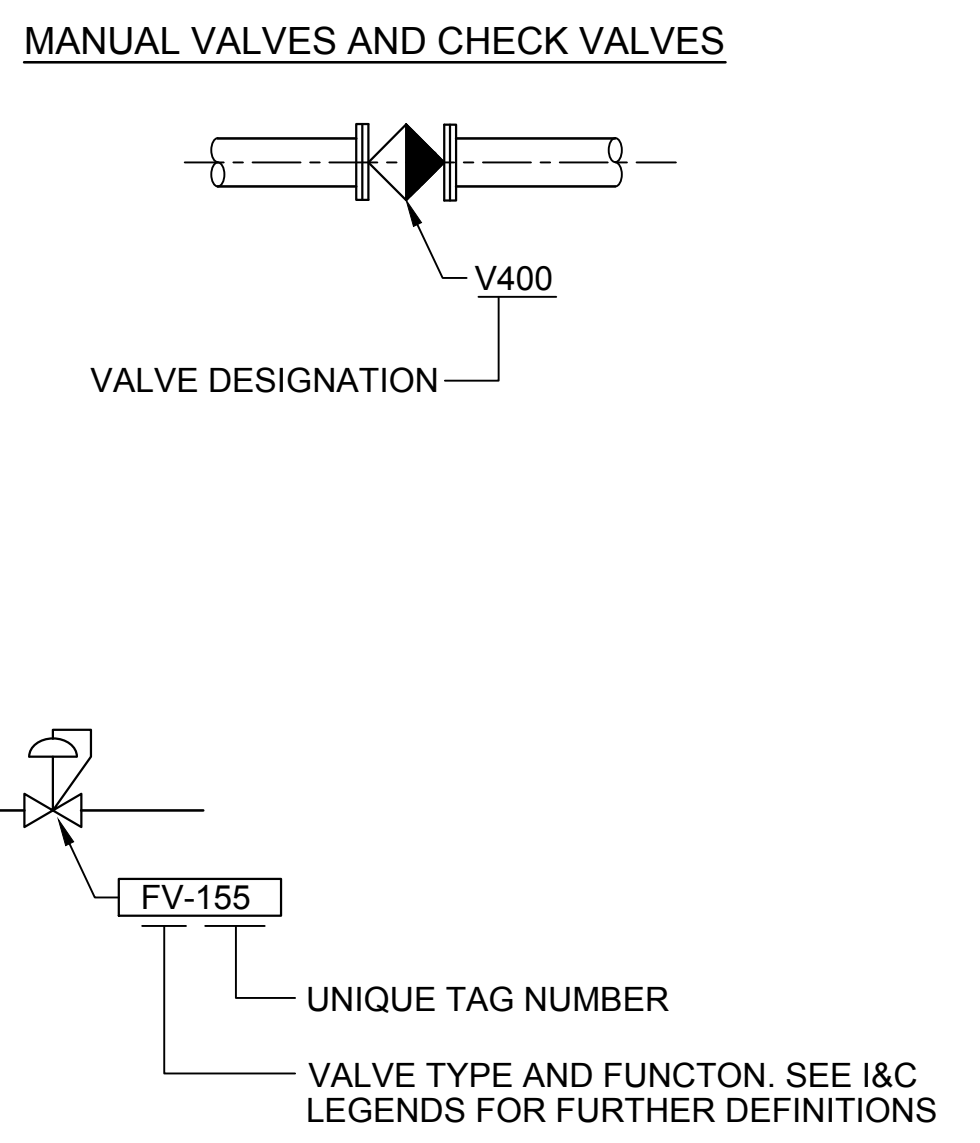 MANUAL VALVES AND CHECK VALVES
V400
VALVE DESIGNATION
FV-155
UNIQUE TAG NUMBER
VALVE TYPE AND FUNCTON. SEE I&C
LEGENDS FOR FURTHER DEFINITIONS